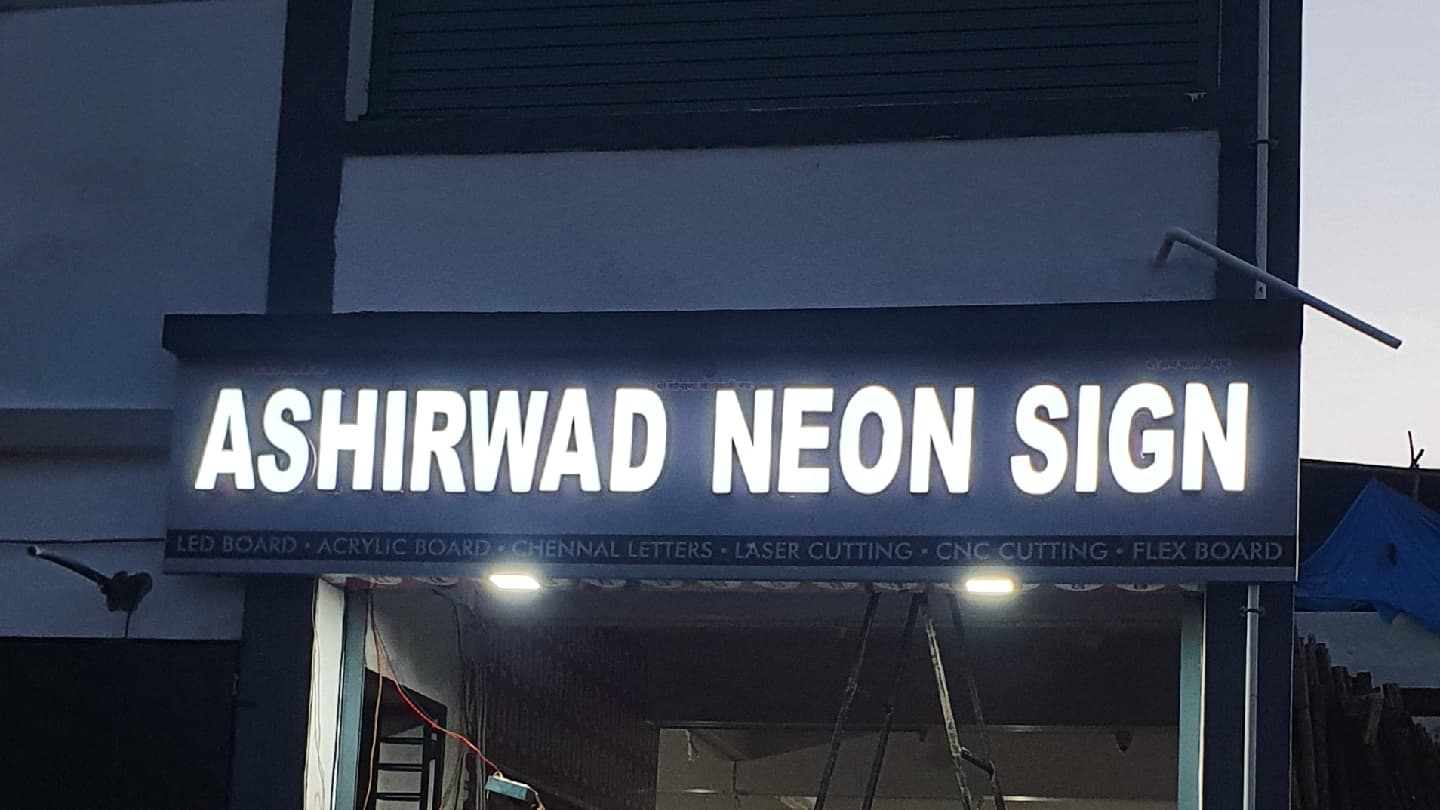 ASHIRWAD NEON SIGN
LED BOARD • ACRYLIC BOARD • CHENNAL LETTERS • LASER CUTTING • CNC CUTTING • FLEX BOARD